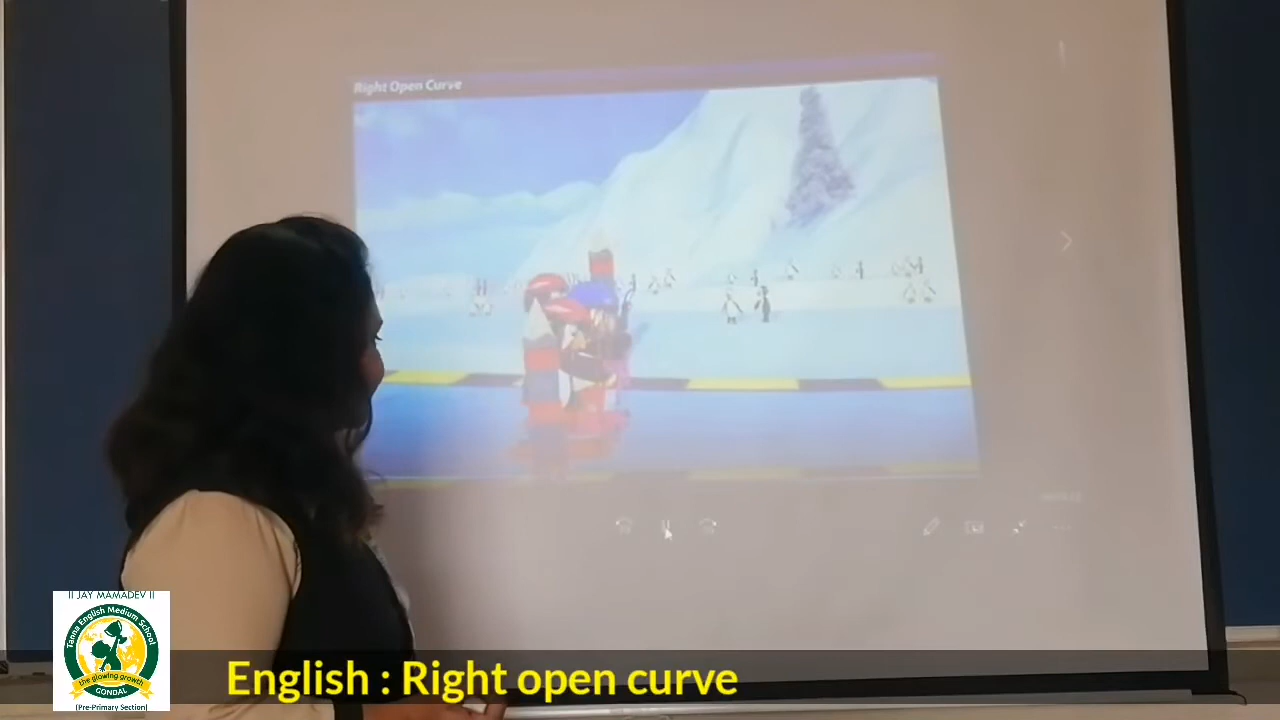 Right Open Curve
II JAY MAMADEV II
Tanna English Medium School
the glowing growth
GONDAL
(Pre-Primary Section)
English : Right open curve